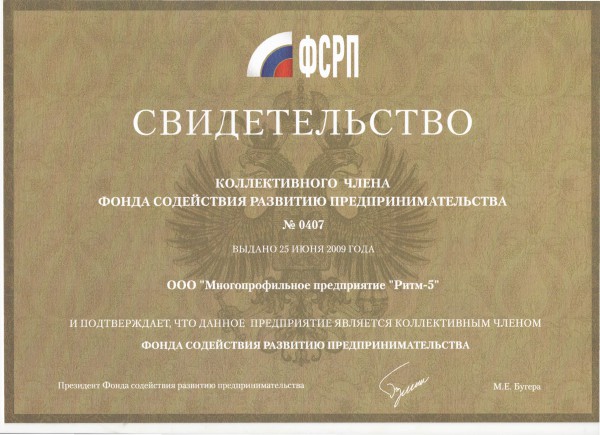 ФСРП
СВИДЕТЕЛЬСТВО
КОЛЛЕКТИВНОГО ЧЛЕНА
ФОНДА СОДЕЙСТВИЯ РАЗВИТИЮ ПРЕДПРИНИМАТЕЛЬСТВА
№ 0407
ВЫДАНО 25 ИЮНЯ 2009 ГОДА
ООО "Многопрофильное предприятие "Ритм-5"
И ПОДТВЕРЖДАЕТ, ЧТО ДАННОЕ ПРЕДПРИЯТИЕ ЯВЛЯЕТСЯ КОЛЛЕКТИВНЫМ ЧЛЕНОМ
ФОНДА СОДЕЙСТВИЯ РАЗВИТИЮ ПРЕДПРИНИМАТЕЛЬСТВА
Президент Фонда содействия развитию предпринимательства
М.Е. Бугера